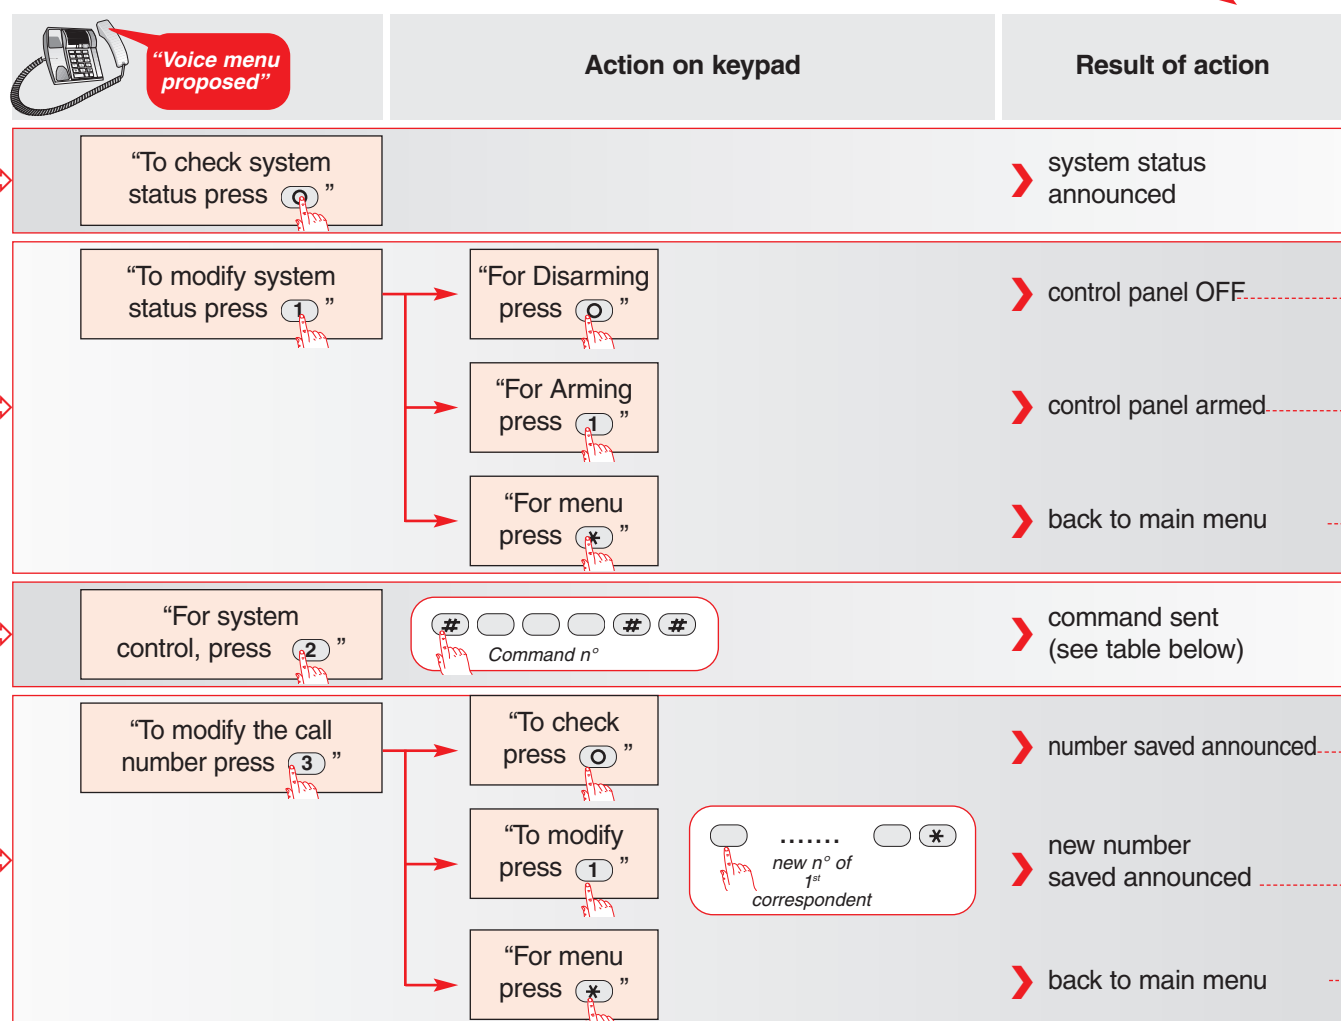 “Voice menu
proposed”
Action on keypad
Result of action
“To check system
status press O ”
system status
announced
“To modify system
status press 1 ”
“For Disarming
press O ”
control panel OFF
“For Arming
press 1 ”
control panel armed
“For menu
press * ”
back to main menu
“For system
control, press 2 ”
# # #
Command n°
command sent
(see table below)
“To modify the call
number press 3 ”
“To check
press O ”
number saved announced
“To modify
press 1 ”
....... *
new n° of
1st
correspondent
new number
saved announced
“For menu
press * ”
back to main menu